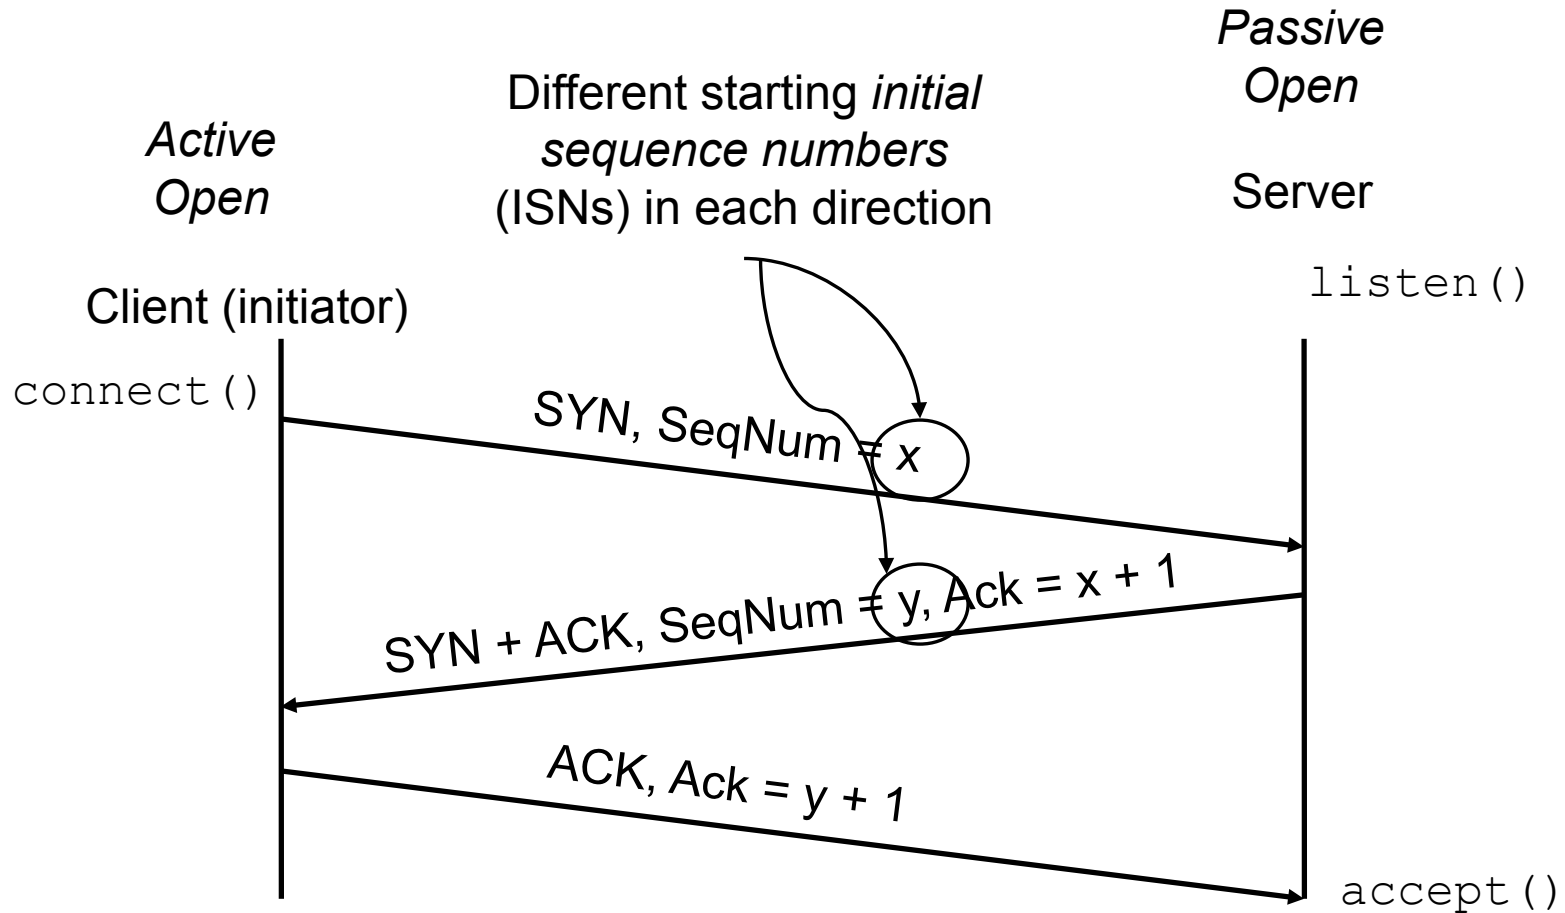 Passive
Open
Different starting initial
sequence numbers
(ISNs) in each direction
Active
Open
Server
listen()
Client (initiator)
connect()
SYN, SeqNum = x
SYN + ACK, SeqNum = y, Ack = x + 1
ACK, Ack = y + 1
accept()